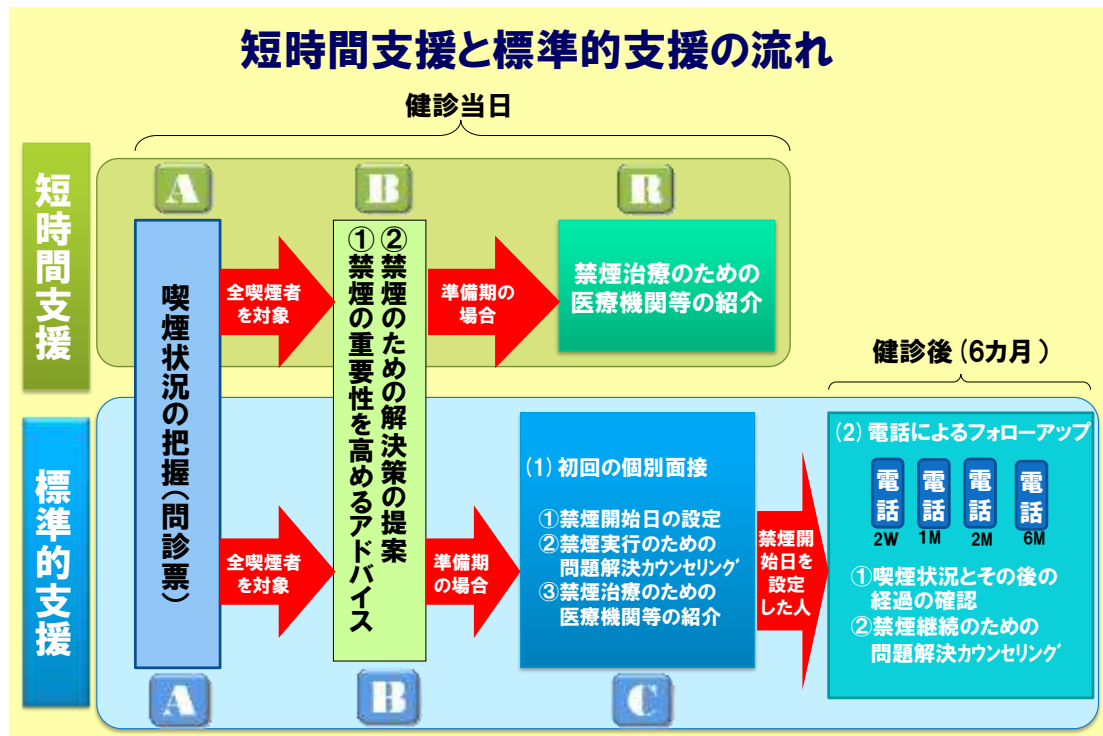 短時間支援と標準的支援の流れ
健診当日
短時間支援
A
B
R
喫煙状況の把握(問診票)
全喫煙者
を対象
①禁煙の重要性を高めるアドバイス
②禁煙のための解決策の提案
準備期の
場合
禁煙治療のための
医療機関等の紹介
標準的支援
全喫煙者
を対象
準備期
の場合
(1)初回の個別面接
①禁煙開始日の設定
②禁煙実行のための
問題解決カウンセリング
③禁煙治療のための
医療機関等の紹介
禁煙開
始日を
設定
した人
健診後(6カ月)
(2)電話によるフォローアップ
電話
電話
電話
電話
2W
1M
2M
6M
①喫煙状況とその後の
経過の確認
②禁煙継続のための
問題解決カウンセリング
A
B
C